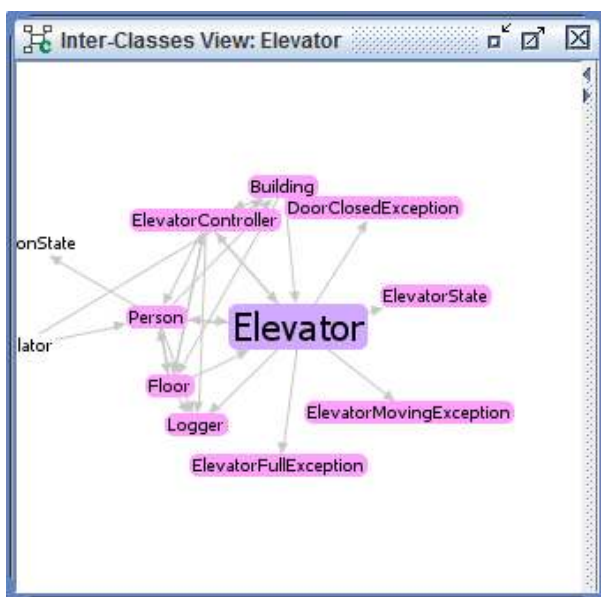 Inter-Classes View: Elevator
Building
DoorClosedException
ElevatorController
onState
ElevatorState
Person
Elevator
lator
Floor
ElevatorMovingException
Logger
ElevatorFullException